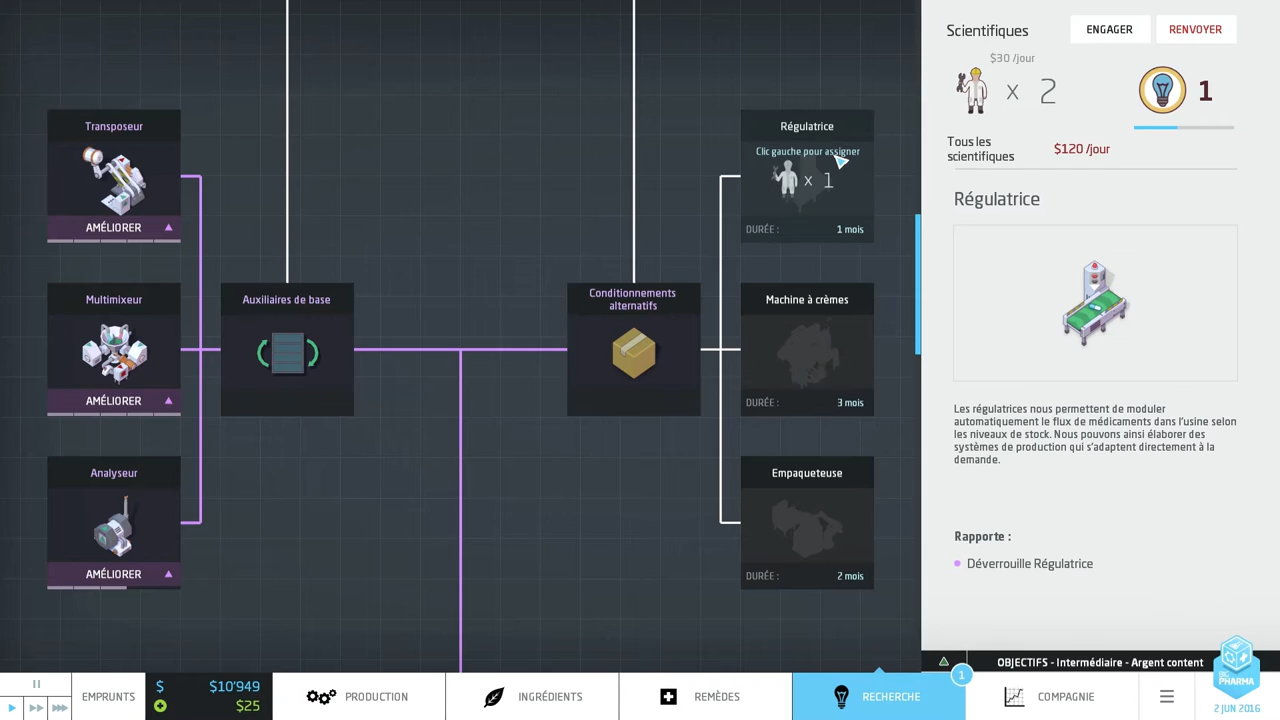 Transposeur
AMÉLIORER
Multimixeur
AMÉLIORER
Analyseur
AMÉLIORER
Auxiliaires de base
Conditionnements
alternatifs
Régulatrice
Clic gauche pour assigner
x 1
DURÉE :
1 mois
Machine à crèmes
DURÉE :
3 mois
Empaqueteuse
DURÉE :
2 mois
Scientifiques
ENGAGER
RENVOYER
$30 /jour
x 2
1
Tous les
scientifiques
$120 /jour
Régulatrice
Les régulatrices nous permettent de moduler
automatiquement le flux de médicaments dans l'usine selon
les niveaux de stock. Nous pouvons ainsi élaborer des
systèmes de production qui s'adaptent directement à la
demande.
Rapporte :
Déverrouille Régulatrice
OBJECTIFS - Intermédiaire - Argent content
EMPRUNTS
$
$10'949
$25
PRODUCTION
INGRÉDIENTS
REMÈDES
RECHERCHE
1
COMPAGNIE
BIG
PHARMA
2 JUN 2016